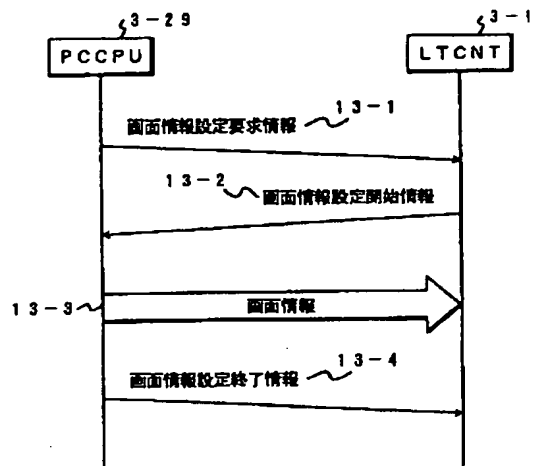 3-29
3-1
PCCPU
LTCNT
13-1
画面情報設定要求情報
13-2
画面情報設定開始情報
13-3
画面情報
13-4
画面情報設定終了情報